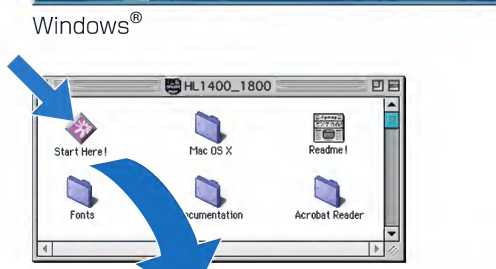 Windows®
HL1400_1800
Start Here! Mac OS X Readme!
Fonts ocumentation Acrobat Reader